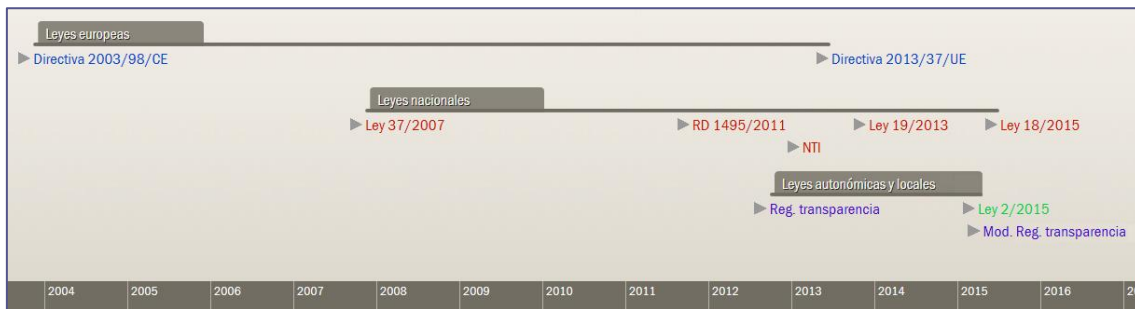 Leyes europeas
Directiva 2003/98/CE
Directiva 2013/37/UE
Leyes nacionales
Ley 37/2007
RD 1495/2011
Ley 19/2013
Ley 18/2015
NTI
Leyes autonómicas y locales
Reg. transparencia
Ley 2/2015
Mod. Reg. transparencia
2004 2005 2006 2007 2008 2009 2010 2011 2012 2013 2014 2015 2016